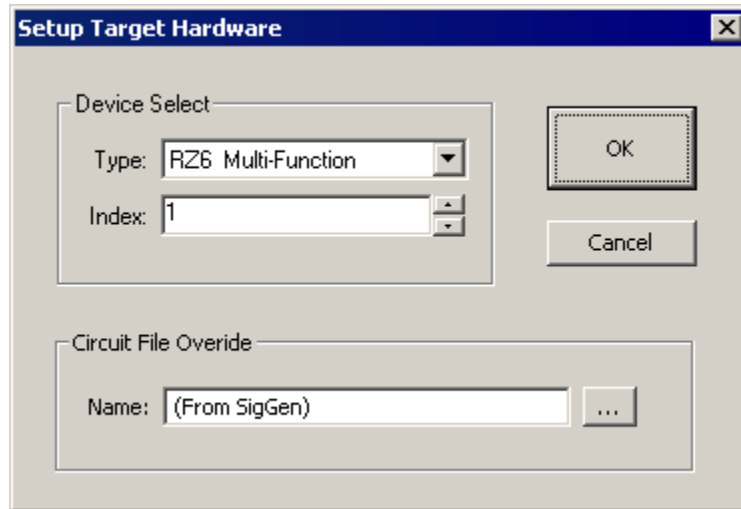 Setup Target Hardware
Device Select
Type: RZ6 Multi-Function
OK
Index: 1
Cancel
Circuit File Overide
Name: (From SigGen) ...